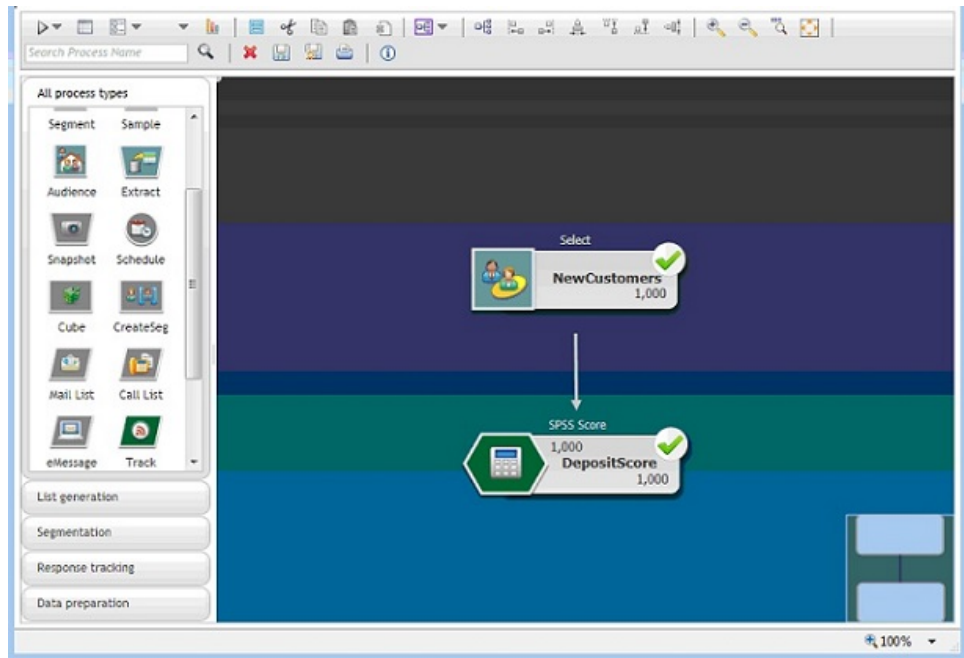 Search Process Name
All process types
Segment Sample
Audience Extract
Snapshot Schedule
Cube CreateSeg
Mail List Call List
eMessage Track
List generation
Segmentation
Response tracking
Data preparation
Select
NewCustomers
1,000
SPSS Score
1,000
DepositScore
1,000
100%